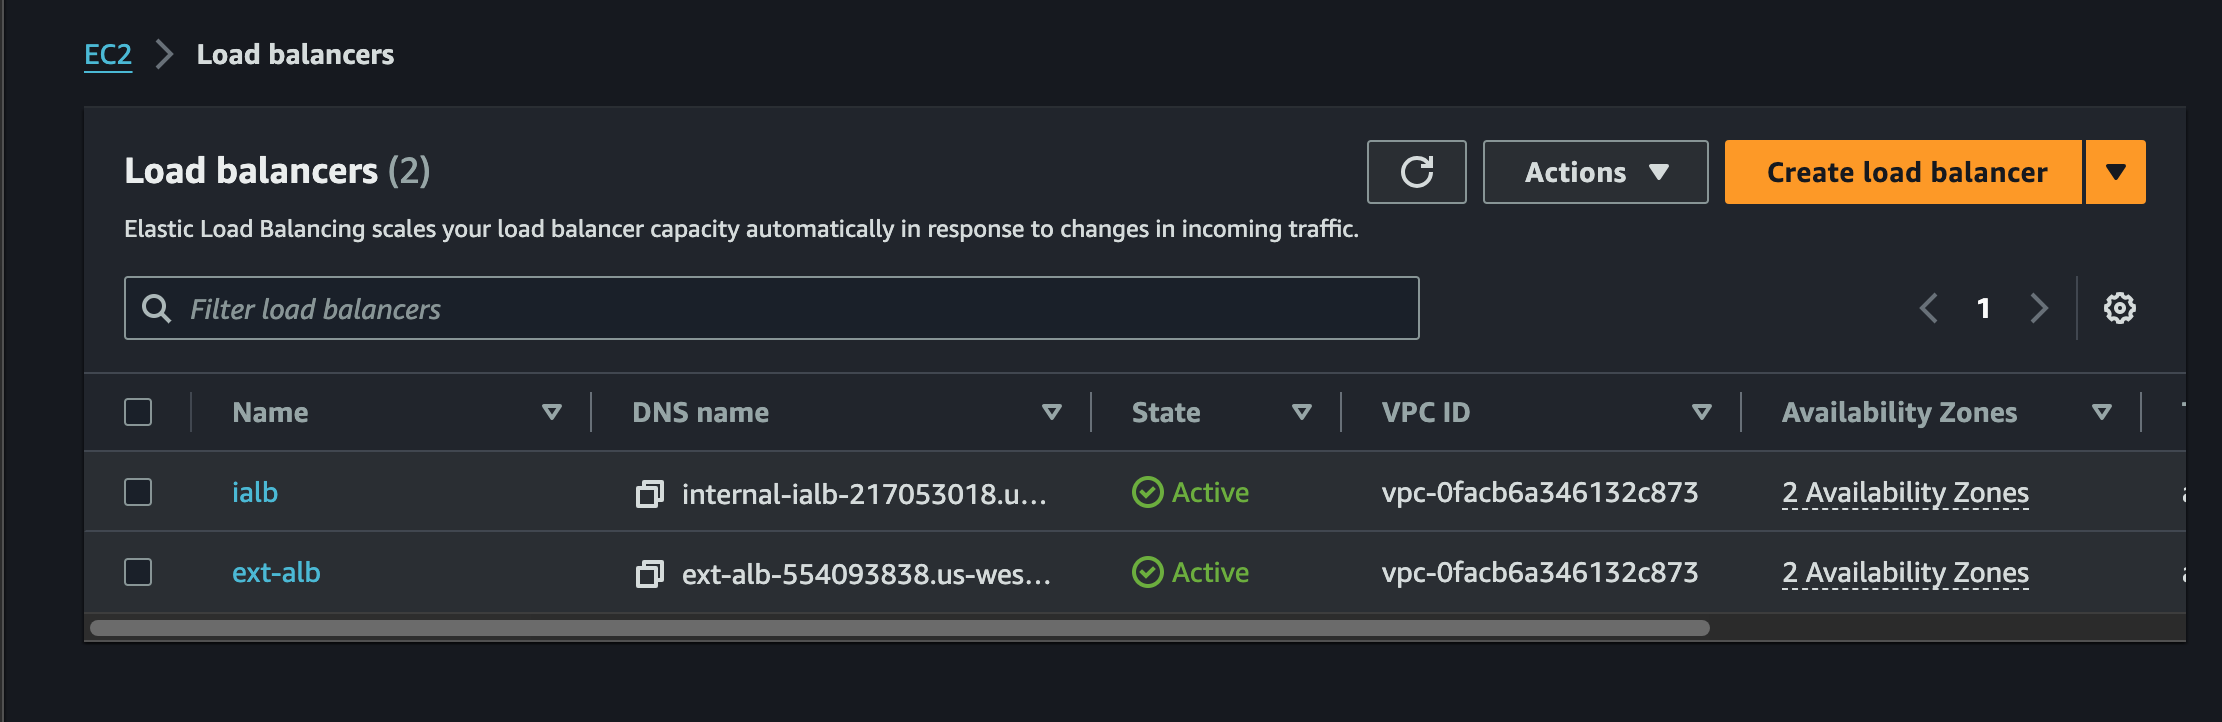 EC2 > Load balancers
Load balancers (2)
Actions
Create load balancer
Elastic Load Balancing scales your load balancer capacity automatically in response to changes in incoming traffic.
Filter load balancers
1
Name DNS name State VPC ID Availability Zones
ialb internal-ialb-217053018.u... Active vpc-0facb6a346132c873 2 Availability Zones
ext-alb ext-alb-554093838.us-wes... Active vpc-0facb6a346132c873 2 Availability Zones